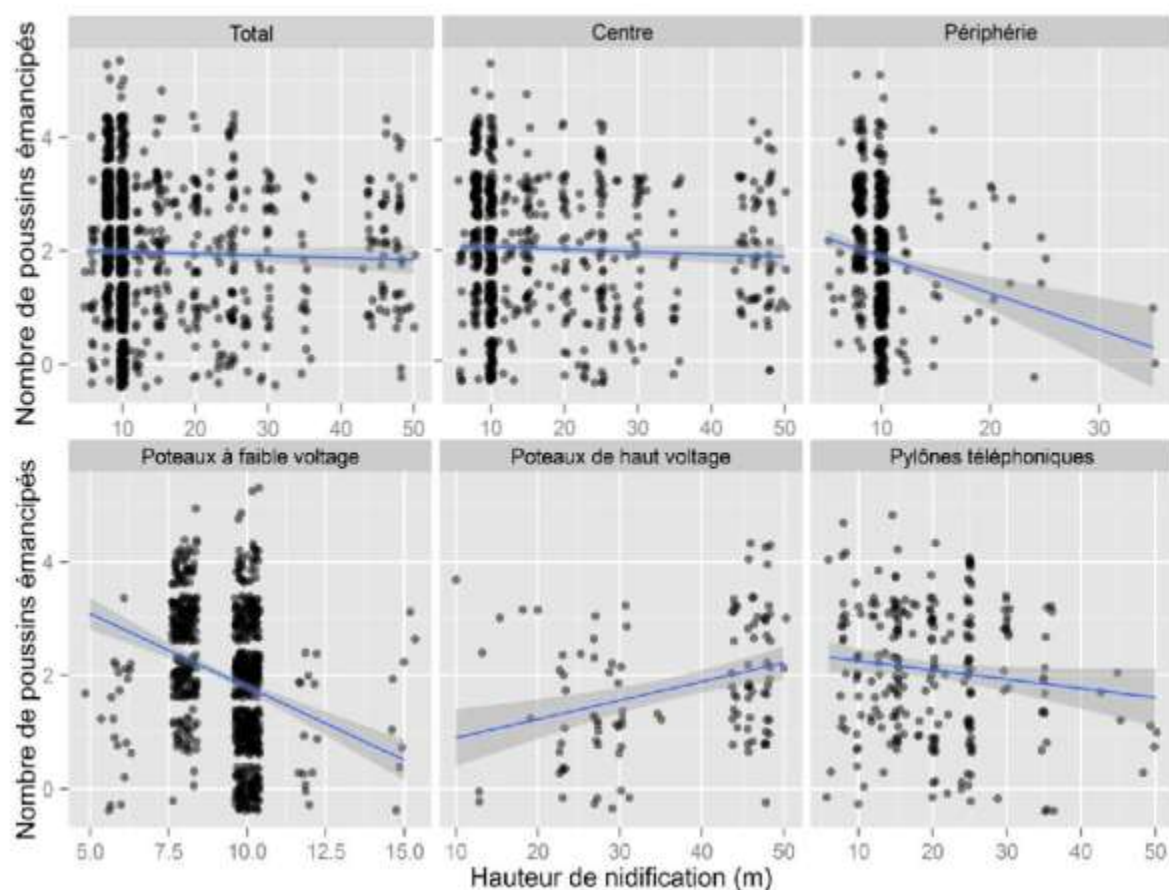 Total Centre Périphérie
Nombre de poussins émancipés
4
2
0
10 20 30 40 50 10 20 30 40 50 10 20 30
Poteaux à faible voltage Poteaux de haut voltage Pylônes téléphoniques
Nombre de poussins émancipés
4
2
0
5.0 7.5 10.0 12.5 15.0 10 20 30 40 50 10 20 30 40 50
Hauteur de nidification (m)